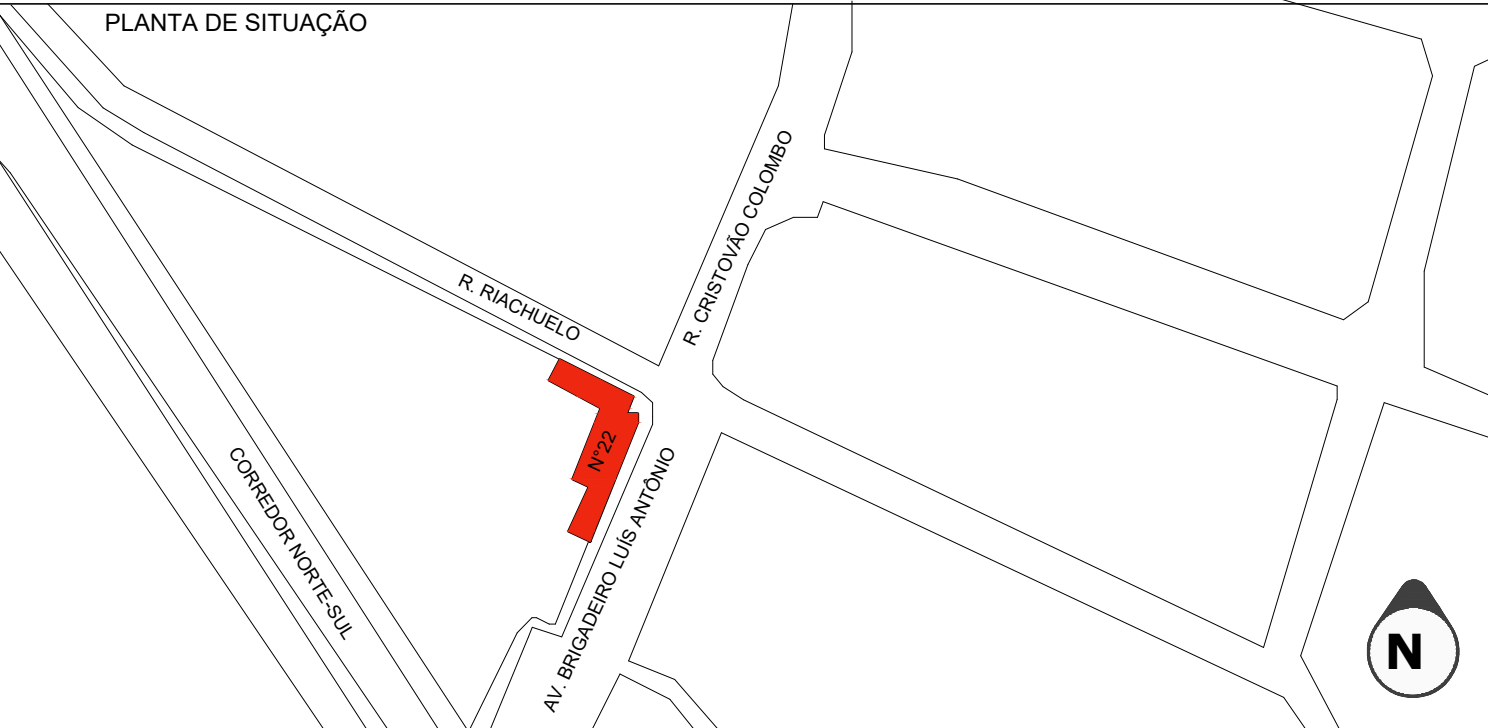 PLANTA DE SITUAÇÃO
R. CRISTOVÃO COLOMBO
R. RIACHUELO
N°22
CORREDOR NORTE-SUL
AV. BRIGADEIRO LUÍS ANTÔNIO
N